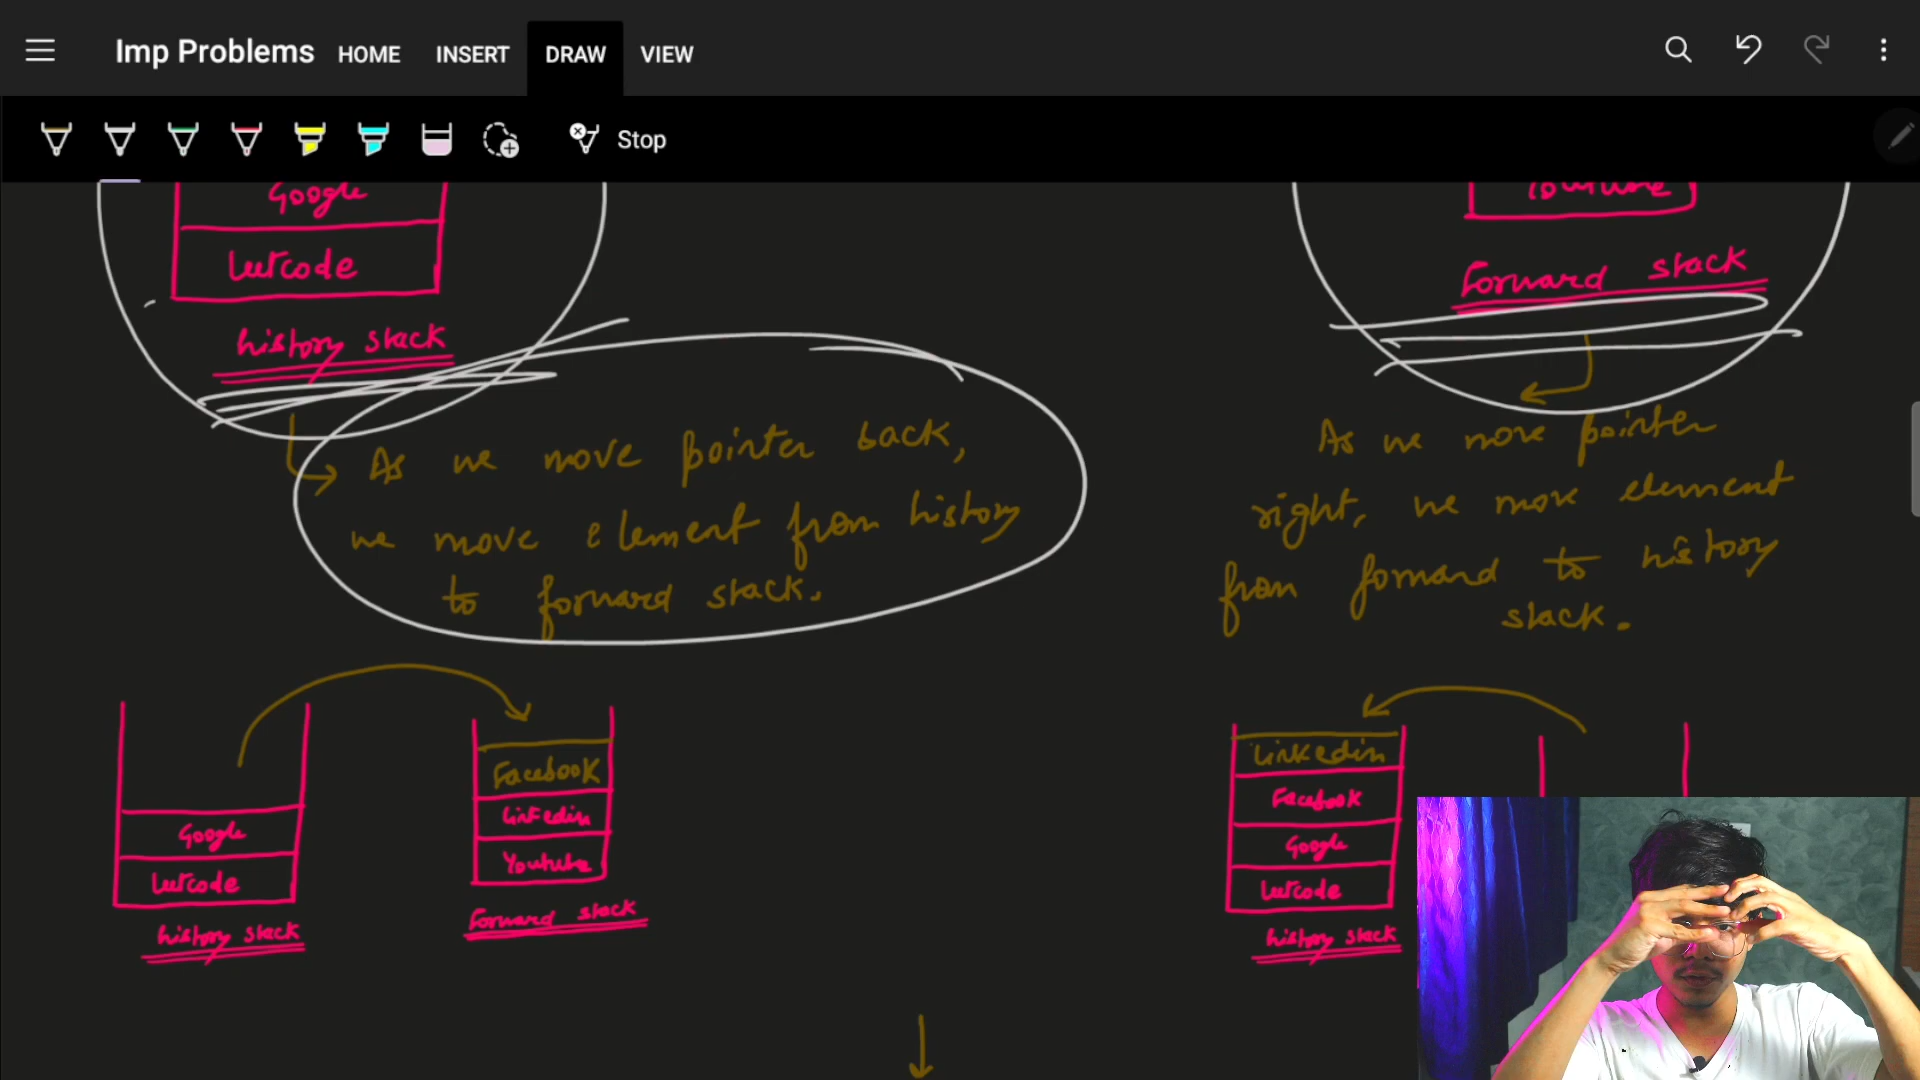 Imp Problems HOME INSERT DRAW VIEW
Stop
Google
Leetcode
history stack
Youtube
Forward stack
As we move pointer back,
we move element from history
to forward stack.
As we move pointer
right, we move element
from forward to history
stack.
Google
Leetcode
history stack
Facebook
Linkedin
Youtube
Forward stack
Linkedin
Facebook
Google
Leetcode
history stack